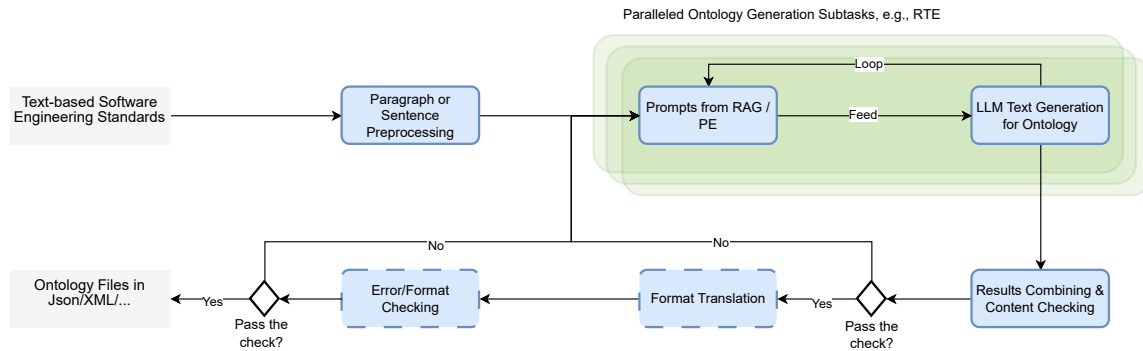 Paralleled Ontology Generation Subtasks, e.g., RTE
Loop
Text-based Software
Engineering Standards
Paragraph or
Sentence
Preprocessing
Prompts from RAG /
PE
Feed
LLM Text Generation
for Ontology
No
No
Ontology Files in
Json/XML/...
Yes
Pass the
check?
Error/Format
Checking
Format Translation
Yes
Pass the
check?
Results Combining &
Content Checking